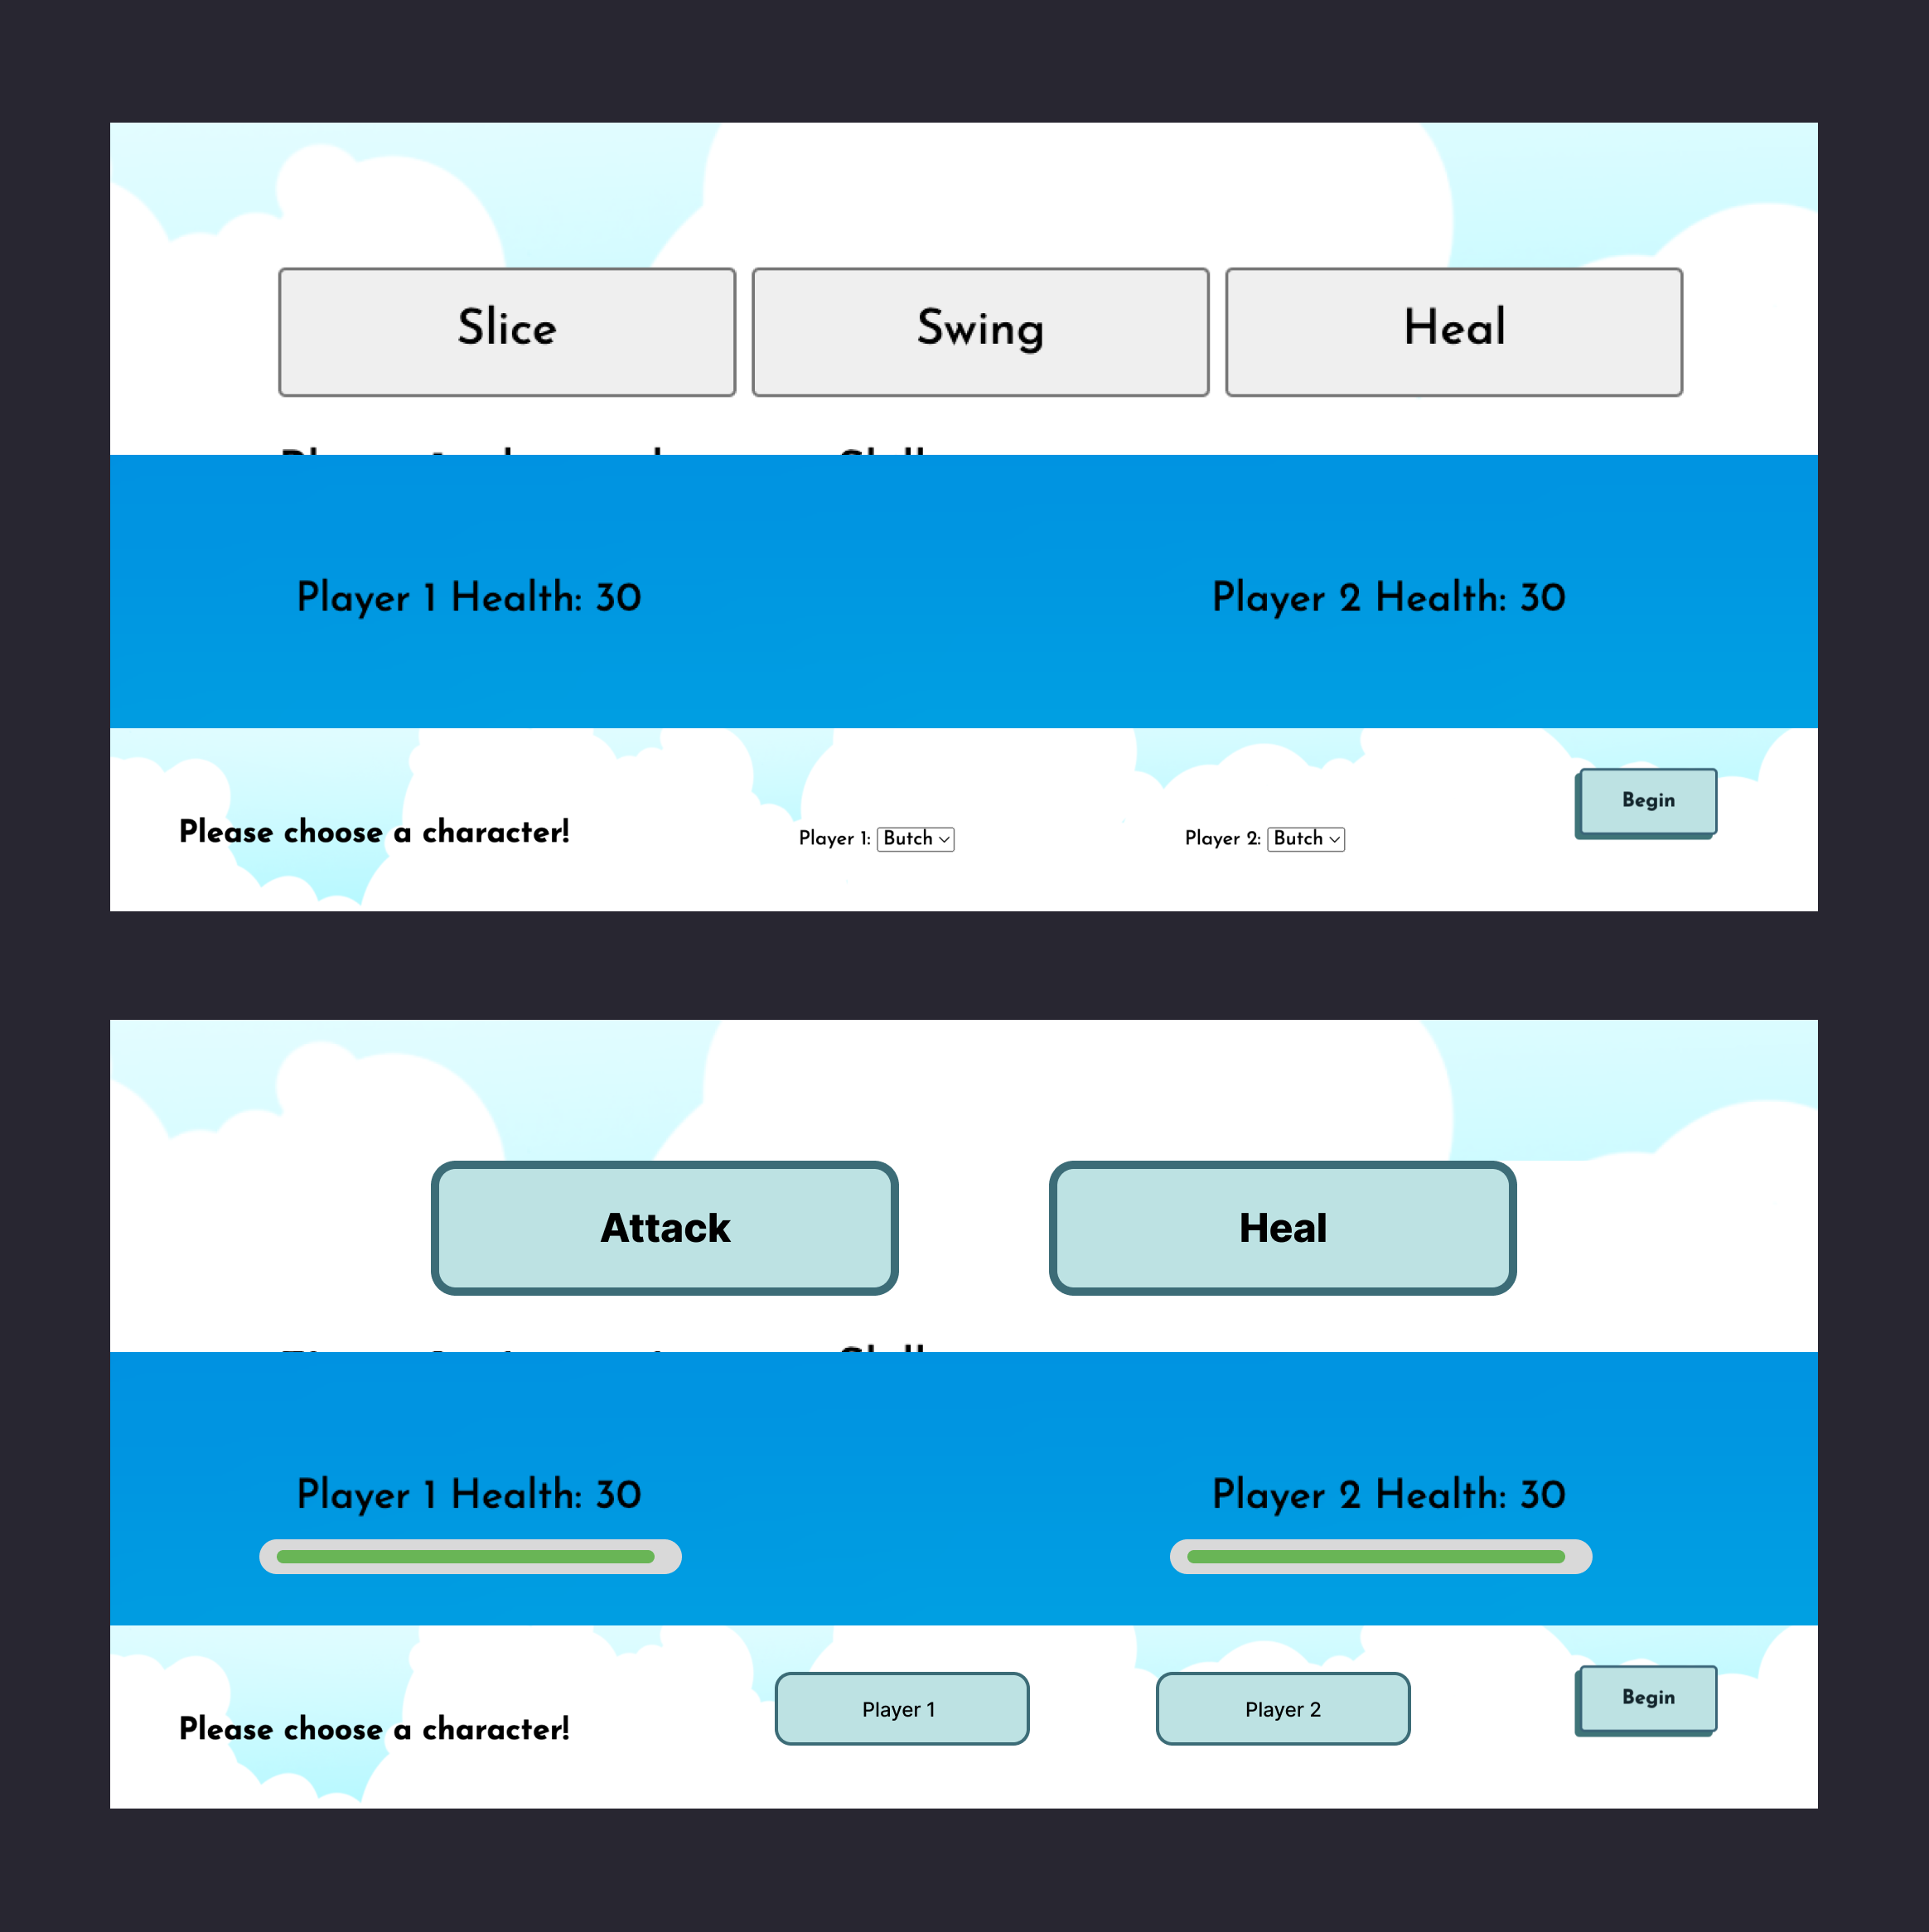 Slice Swing Heal
Player 1 Health: 30 Player 2 Health: 30
Please choose a character! Player 1: Butch Player 2: Butch Begin
Attack Heal
Player 1 Health: 30 Player 2 Health: 30
Please choose a character! Player 1 Player 2 Begin